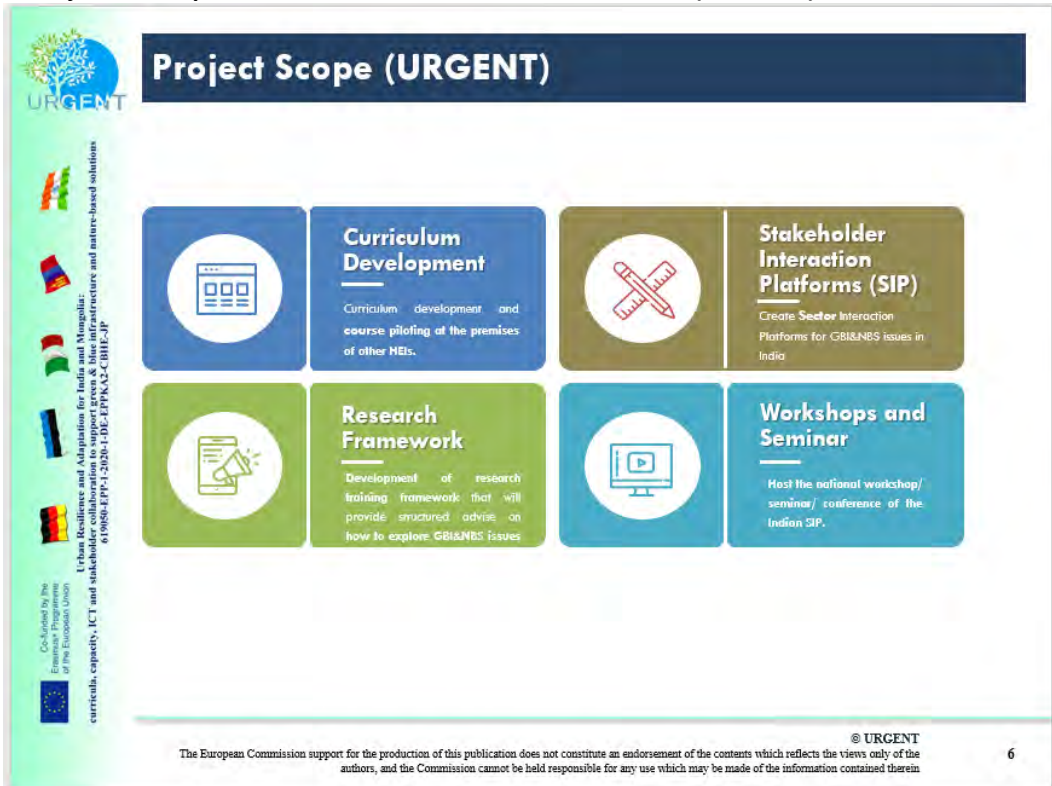 URGENT
Project Scope (URGENT)
Urban Resilience and Adaptation for India and Mongolia:
curricula, capacity, ICT and stakeholder collaboration to support green & blue infrastructure and nature-based solutions
619050-EPP-1-2020-1-DE-EPPKA2-CBHE-JP
Co-funded by the
Erasmus+ Programme
of the European Union
Curriculum
Development
Curriculum development and
course piloting at the premises
of other HEIs.
Stakeholder
Interaction
Platforms (SIP)
Create Sector Interaction
Platforms for GBI&NBS issues in
India
Research
Framework
Development of research
training framework that will
provide structured advise on
how to explore GBI&NBS issues
Workshops and
Seminar
Host the national workshop/
seminar/ conference of the
Indian SIP.
© URGENT
The European Commission support for the production of this publication does not constitute an endorsement of the contents which reflects the views only of the
authors, and the Commission cannot be held responsible for any use which may be made of the information contained therein
6